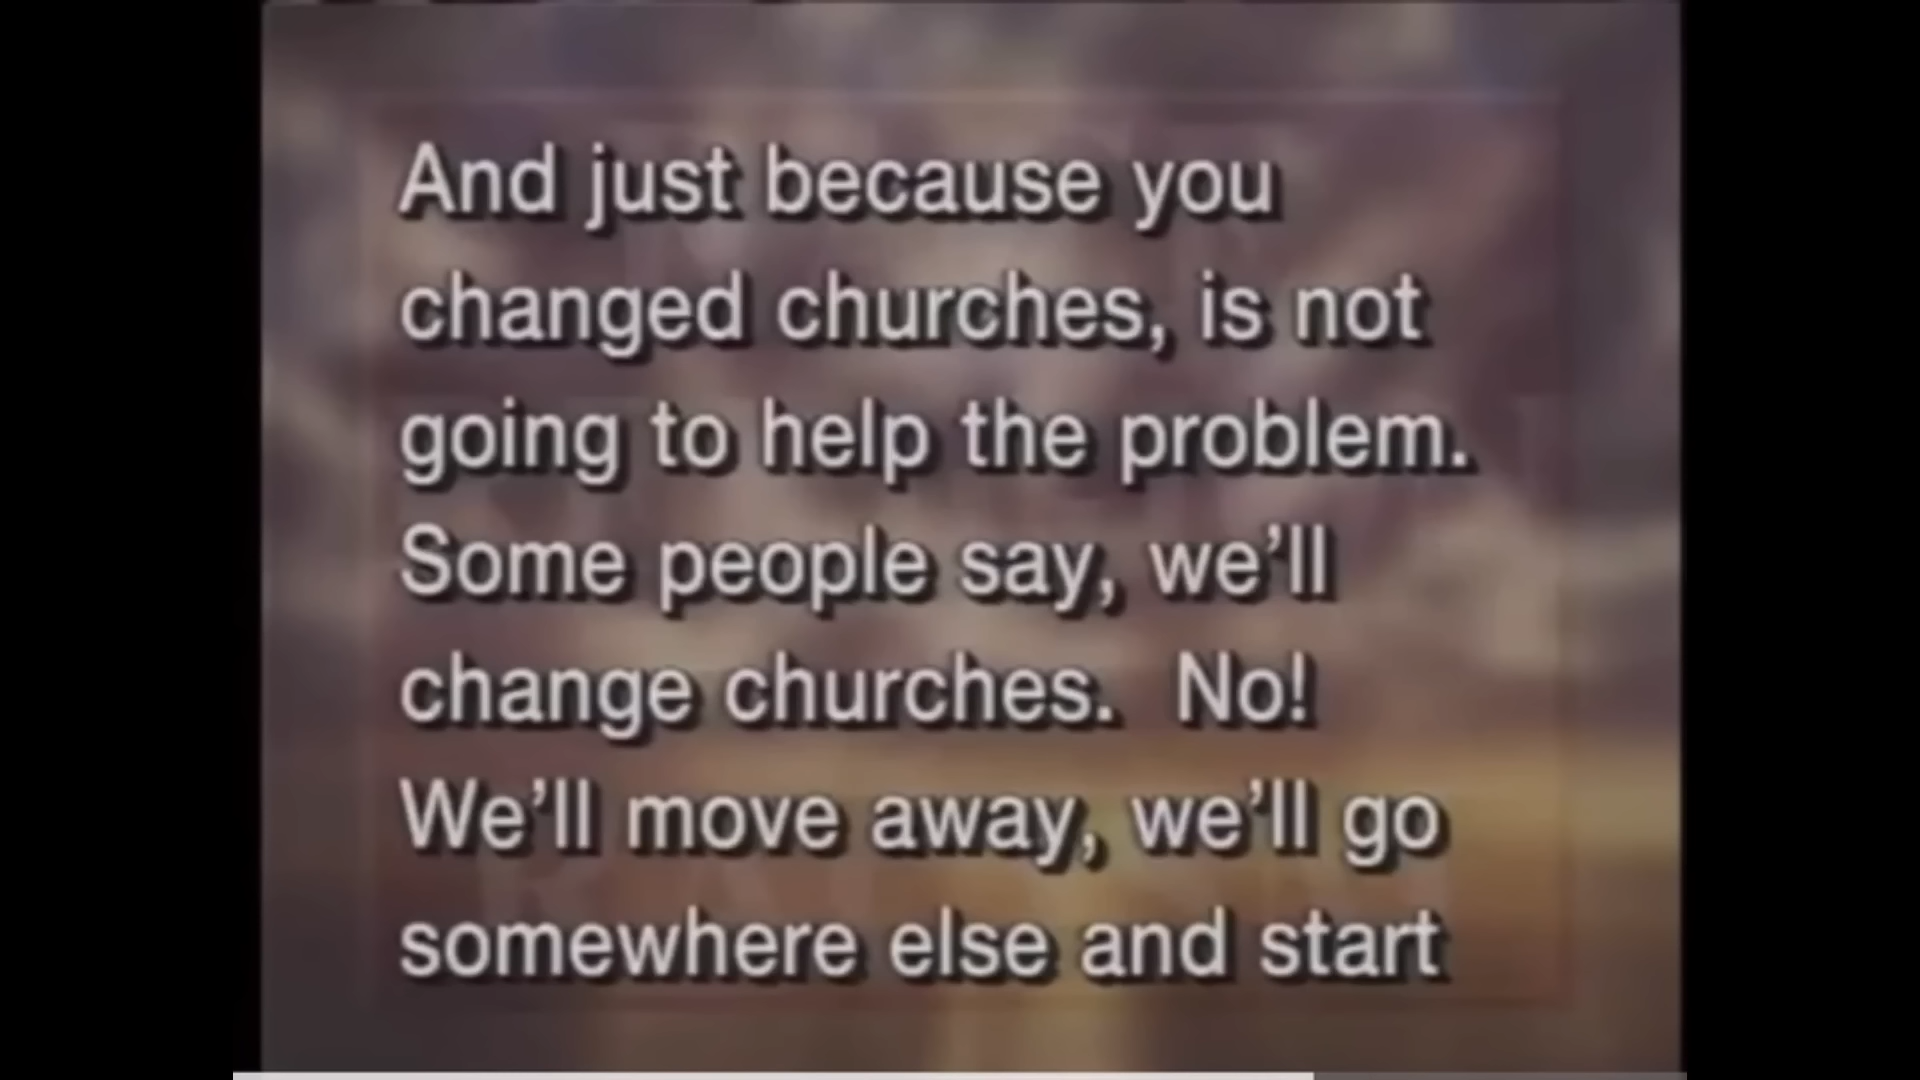 And just because you
changed churches, is not
going to help the problem.
Some people say, we'll
change churches.  No!
We'll move away, we'll go
somewhere else and start